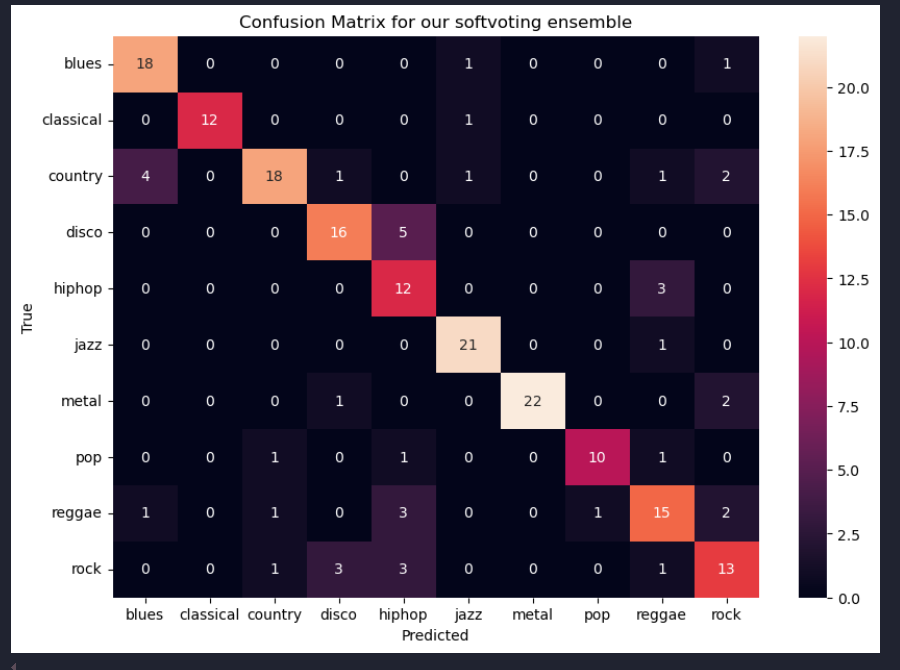 Confusion Matrix for our softvoting ensemble
blues 18 0 0 0 0 1 0 0 0 1
classical 0 12 0 0 0 1 0 0 0 0
country 4 0 18 1 0 1 0 0 1 2
disco 0 0 0 16 5 0 0 0 0 0
hiphop 0 0 0 0 12 0 0 0 3 0
jazz 0 0 0 0 0 21 0 0 1 0
metal 0 0 0 1 0 0 22 0 0 2
pop 0 0 1 0 1 0 0 10 1 0
reggae 1 0 1 0 3 0 0 1 15 2
rock 0 0 1 3 3 0 0 0 1 13
blues classical country disco hiphop jazz metal pop reggae rock
Predicted
True
20.0
17.5
15.0
12.5
10.0
7.5
5.0
2.5
0.0